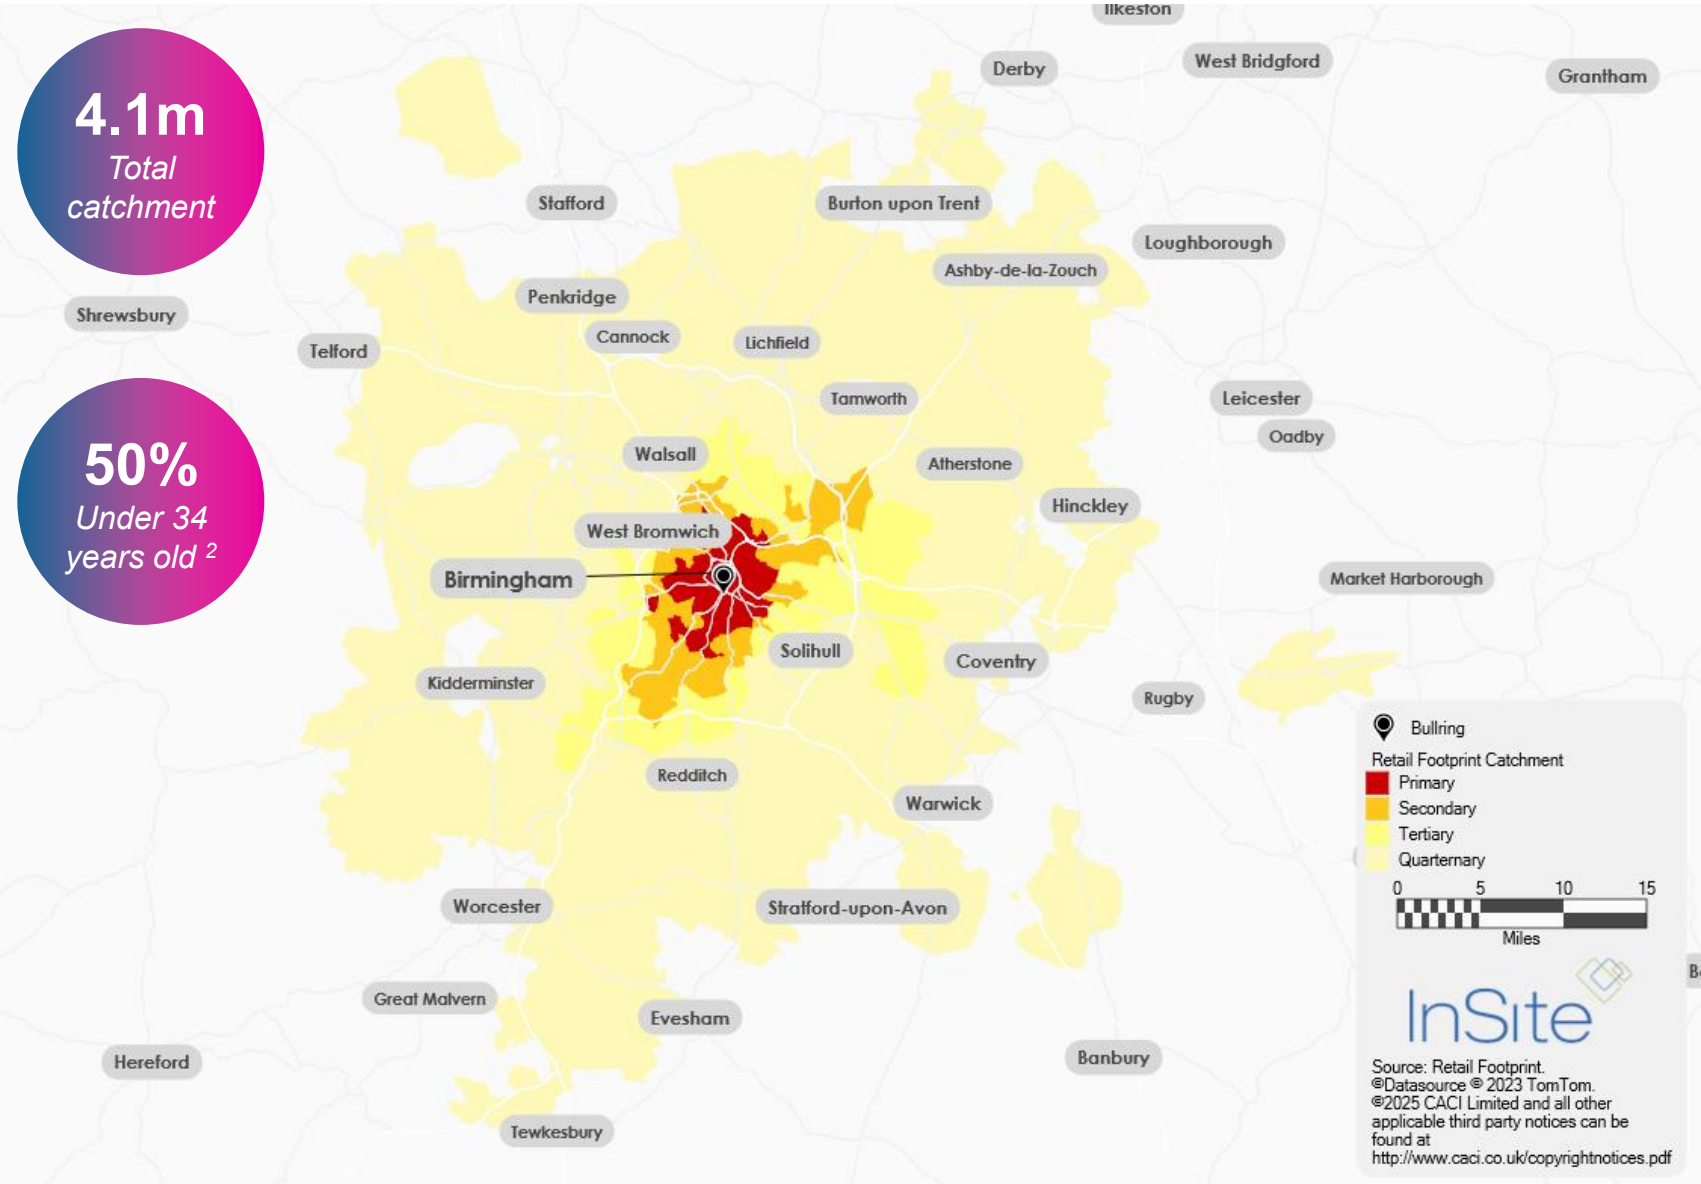 4.1m
Total
catchment
50%
Under 34
years old 2
Ilkeston
Derby
West Bridgford
Grantham
Stafford
Burton upon Trent
Loughborough
Ashby-de-la-Zouch
Penkridge
Shrewsbury
Cannock
Lichfield
Telford
Tamworth
Leicester
Oadby
Walsall
Atherstone
Hinckley
West Bromwich
Birmingham
Market Harborough
Solihull
Coventry
Kidderminster
Rugby
Redditch
Warwick
Worcester
Stratford-upon-Avon
Great Malvern
Evesham
Hereford
Banbury
Tewkesbury
Bullring
Retail Footprint Catchment
Primary
Secondary
Tertiary
Quarternary
0 5 10 15
Miles
InSite
Source: Retail Footprint.
©Datasource © 2023 TomTom.
©2025 CACI Limited and all other
applicable third party notices can be
found at
http://www.caci.co.uk/copyrightnotices.pdf